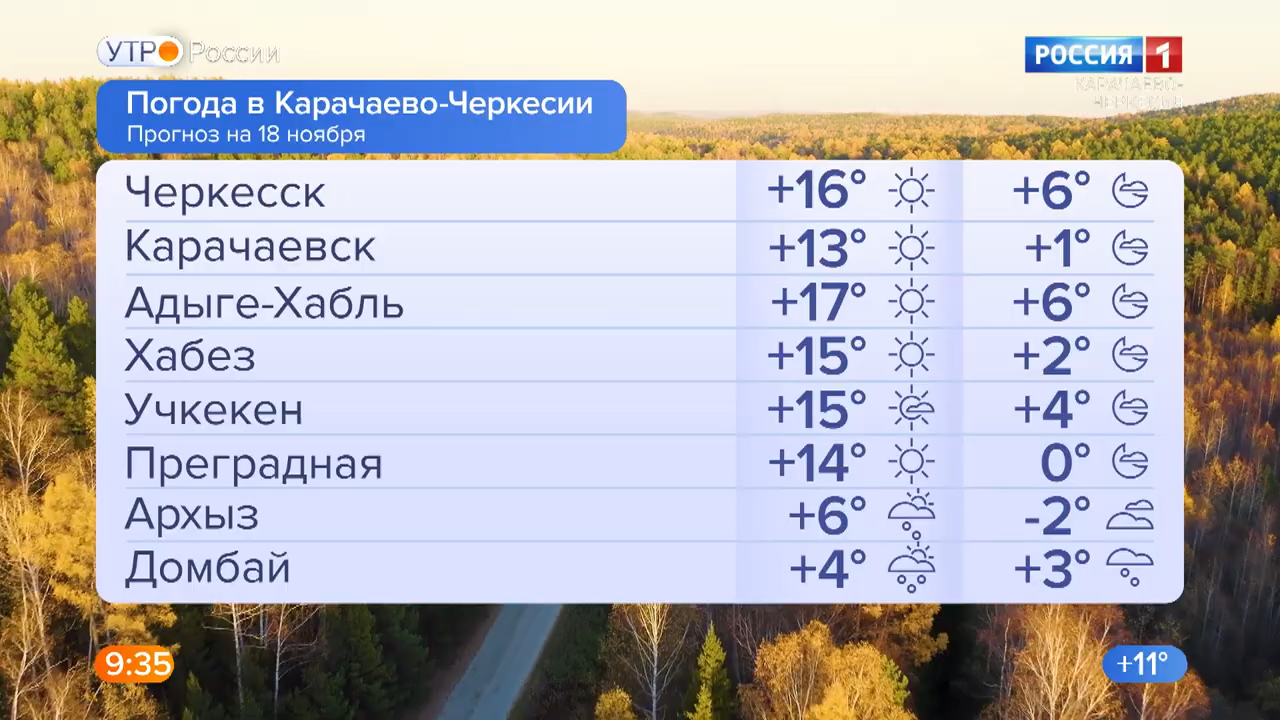 УТРО России
РОССИЯ 1
КАРАЧАЕВО-
ЧЕРКЕСИЯ
Погода в Карачаево-Черкесии
Прогноз на 18 ноября
Черкесск +16° +6°
Карачаевск +13° +1°
Адыге-Хабль +17° +6°
Хабез +15° +2°
Учкекен +15° +4°
Преградная +14° 0°
Архыз +6° -2°
Домбай +4° +3°
9:35
+11°